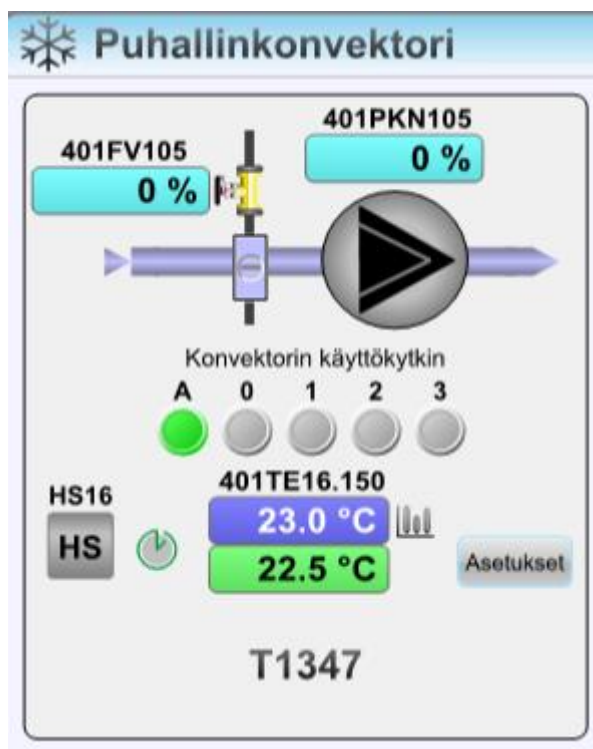 Puhallinkonvektori
401PKN105
0 %
401FV105
0 %
Konvektorin käyttökytkin
A 0 1 2 3
401TE16.150
HS16
23.0 °C
HS
22.5 °C
Asetukset
T1347